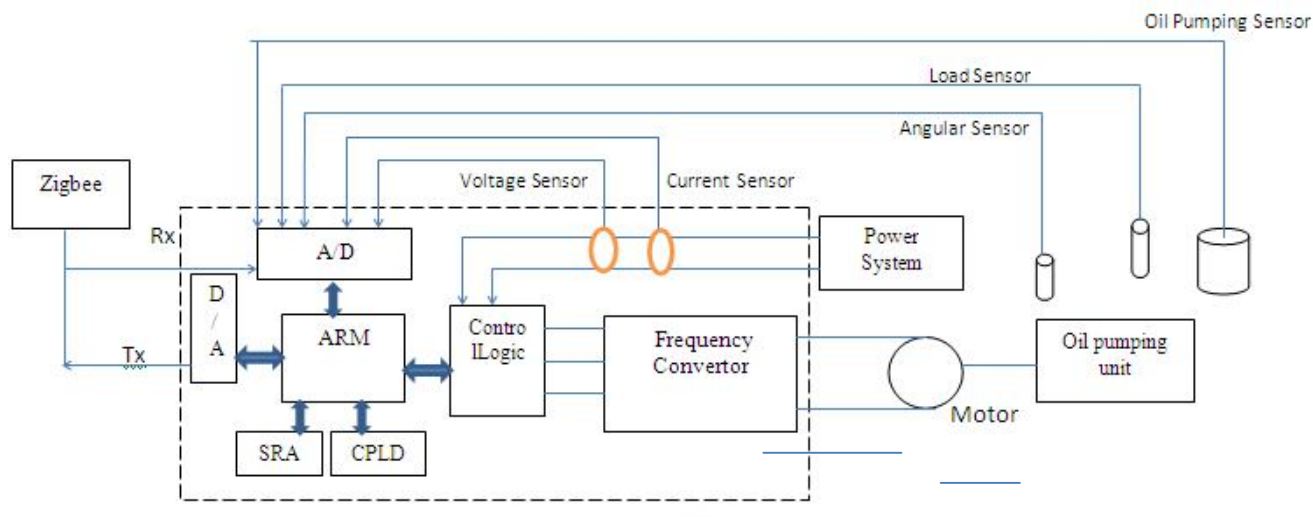 Oil Pumping Sensor
Load Sensor
Angular Sensor
Zigbee
Voltage Sensor
Current Sensor
Rx
A/D
Power
System
D
/
A
Contro
lLogic
ARM
Frequency
Convertor
Oil pumping
unit
Tx
Motor
SRA
CPLD